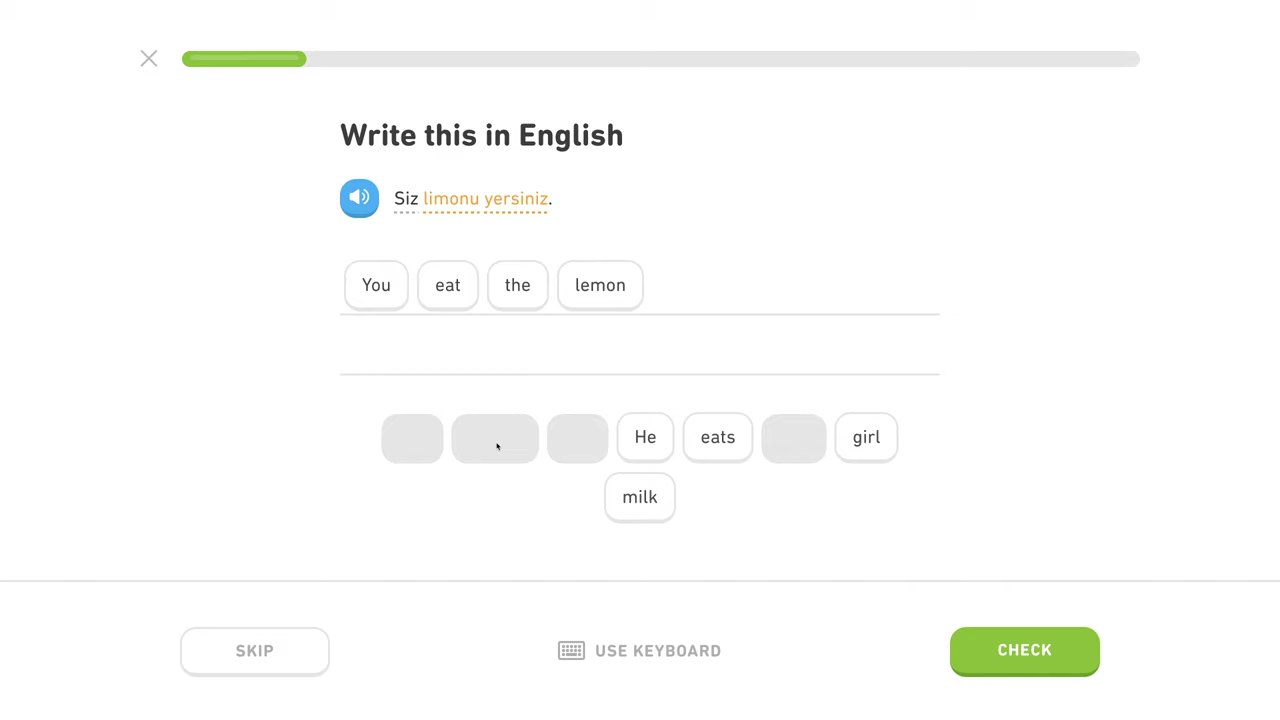 Write this in English
Siz limonu yersiniz.
You eat the lemon
He eats girl
milk
SKIP USE KEYBOARD CHECK